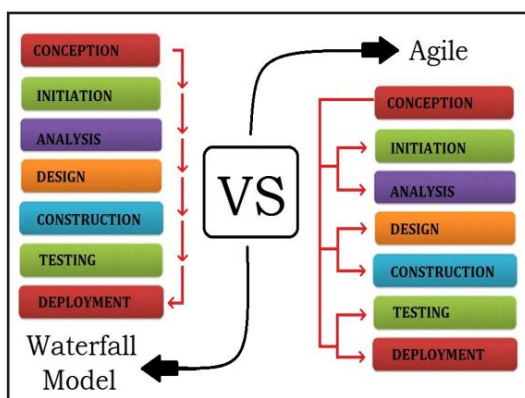 CONCEPTION
INITIATION
ANALYSIS
DESIGN
CONSTRUCTION
TESTING
DEPLOYMENT
Waterfall
Model
VS
Agile
CONCEPTION
INITIATION
ANALYSIS
DESIGN
CONSTRUCTION
TESTING
DEPLOYMENT